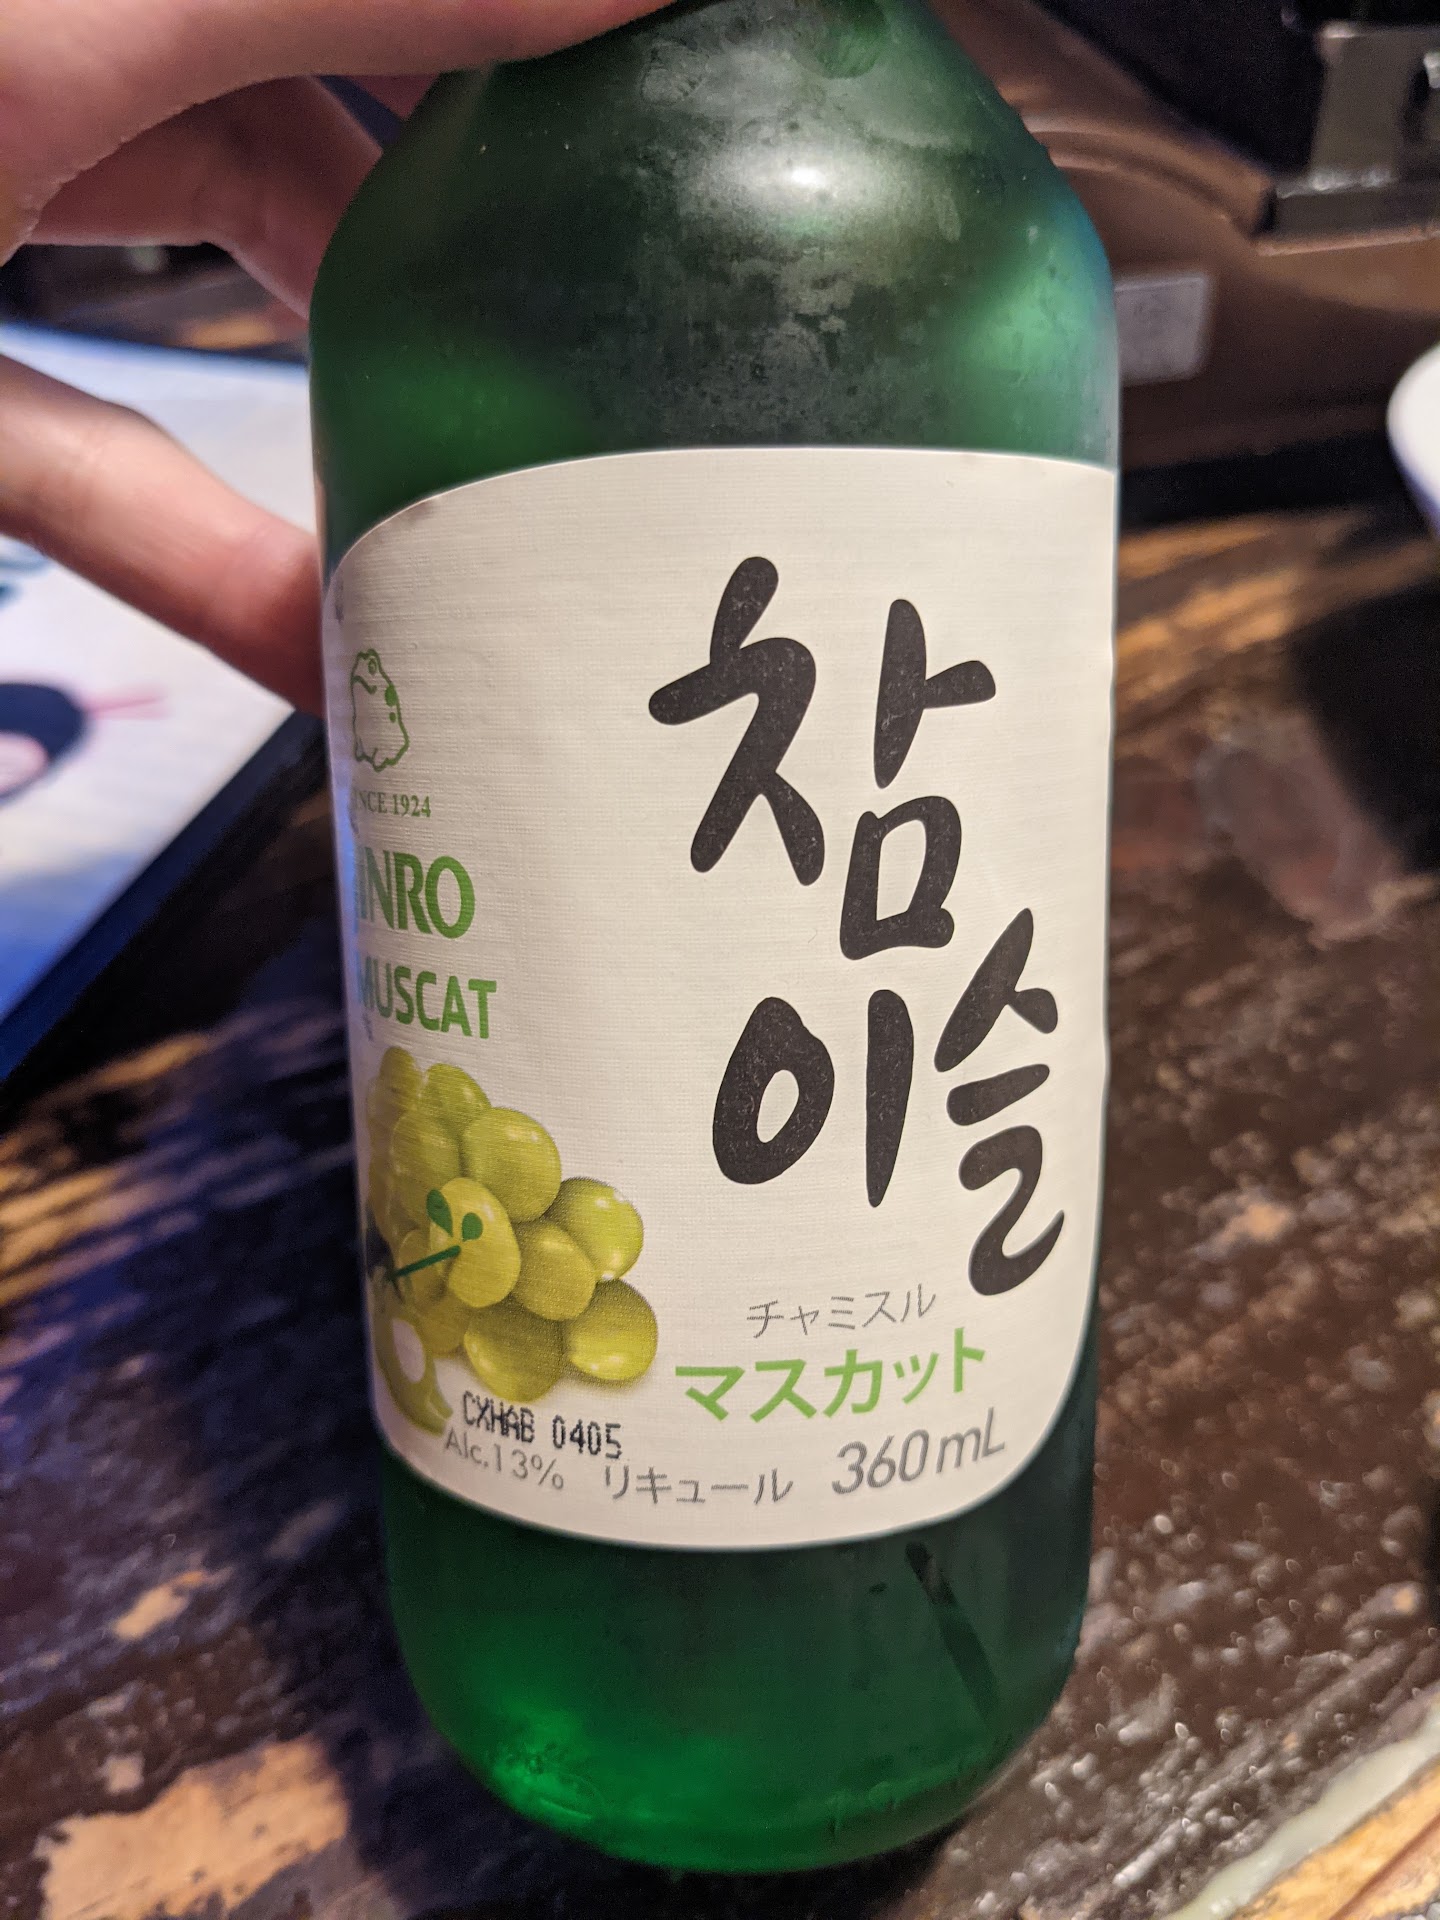 SINCE 1924
JINRO
MUSCAT
참
이슬
チャミスル
マスカット
CXHAB 0405
Alc.13% リキュール 360mL